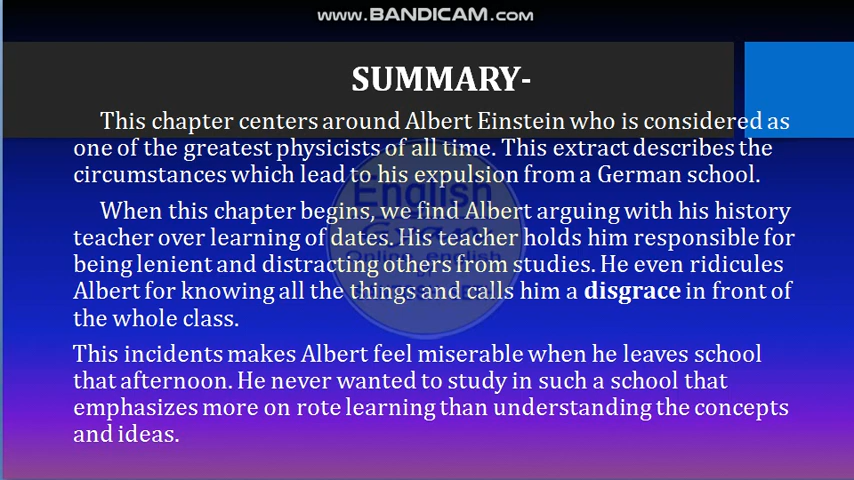 WWW.BANDICAM.COM
SUMMARY-
This chapter centers around Albert Einstein who is considered as
one of the greatest physicists of all time. This extract describes the
circumstances which lead to his expulsion from a German school.
When this chapter begins, we find Albert arguing with his history
teacher over learning of dates. His teacher holds him responsible for
being lenient and distracting others from studies. He even ridicules
Albert for knowing all the things and calls him a disgrace in front of
the whole class.
This incidents makes Albert feel miserable when he leaves school
that afternoon. He never wanted to study in such a school that
emphasizes more on rote learning than understanding the concepts
and ideas.
English
Online english